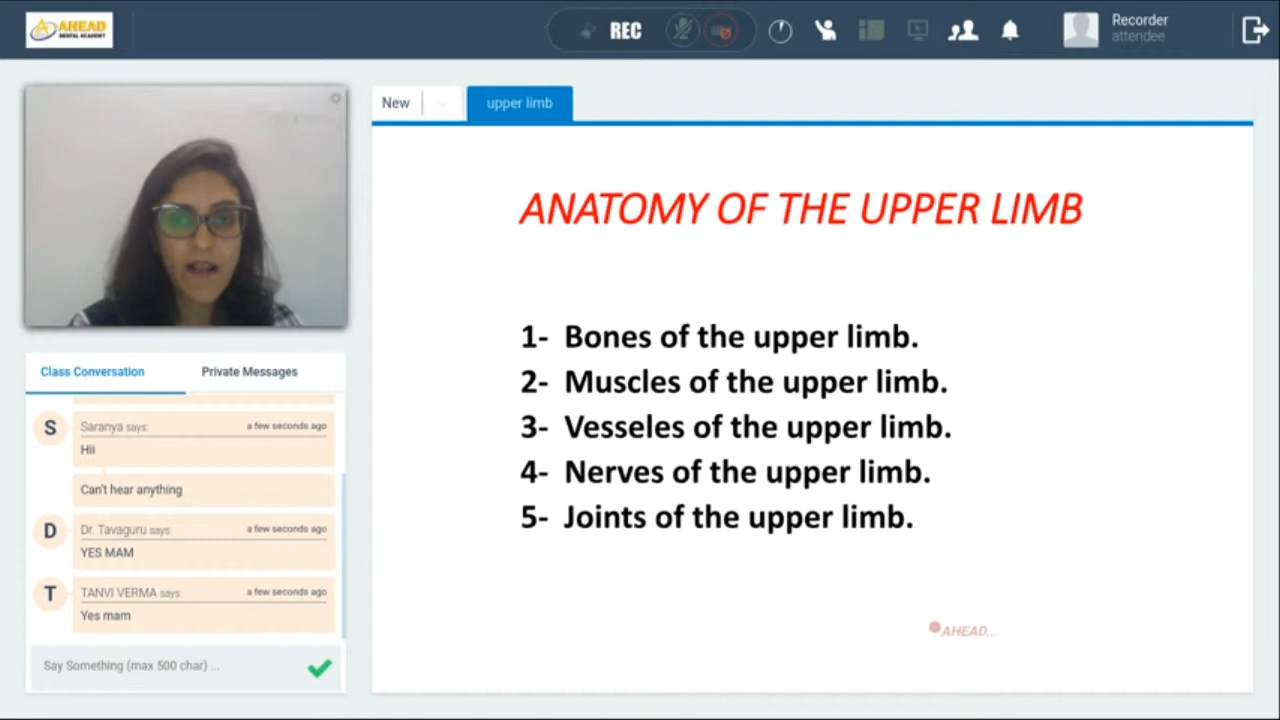 AHEAD
DENTAL ACADEMY
REC
Recorder
attendee
New
upper limb
ANATOMY OF THE UPPER LIMB
1- Bones of the upper limb.
2- Muscles of the upper limb.
3- Vesseles of the upper limb.
4- Nerves of the upper limb.
5- Joints of the upper limb.
AHEAD...
Class Conversation
Private Messages
S
Saranya says:
a few seconds ago
Hii
Can't hear anything
D
Dr. Tavaguru says:
a few seconds ago
YES MAM
T
TANVI VERMA says:
a few seconds ago
Yes mam
Say Something (max 500 char) ...